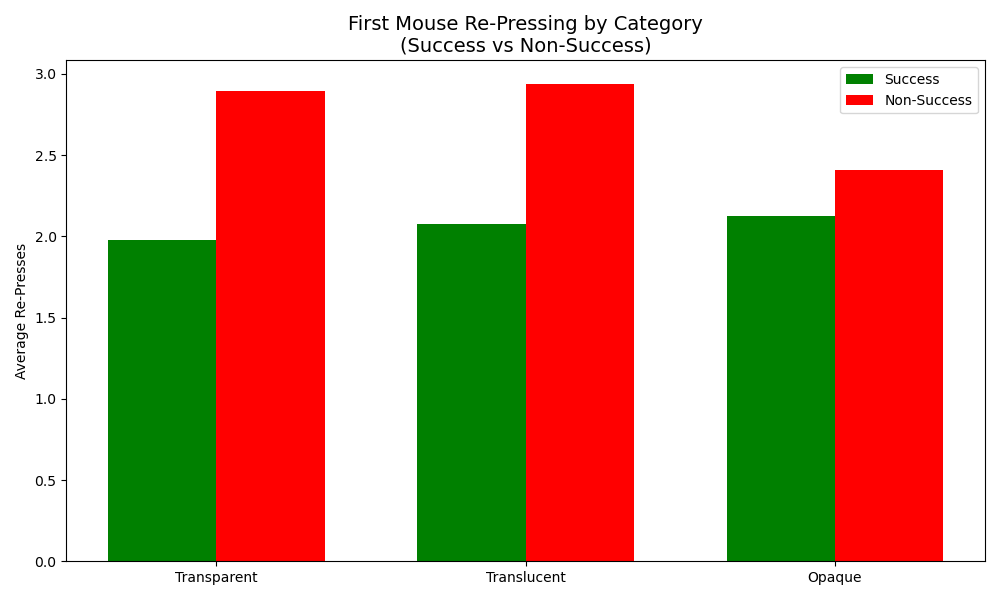 First Mouse Re-Pressing by Category
(Success vs Non-Success)
Success
Non-Success
Average Re-Presses
3.0
2.5
2.0
1.5
1.0
0.5
0.0
Transparent
Translucent
Opaque